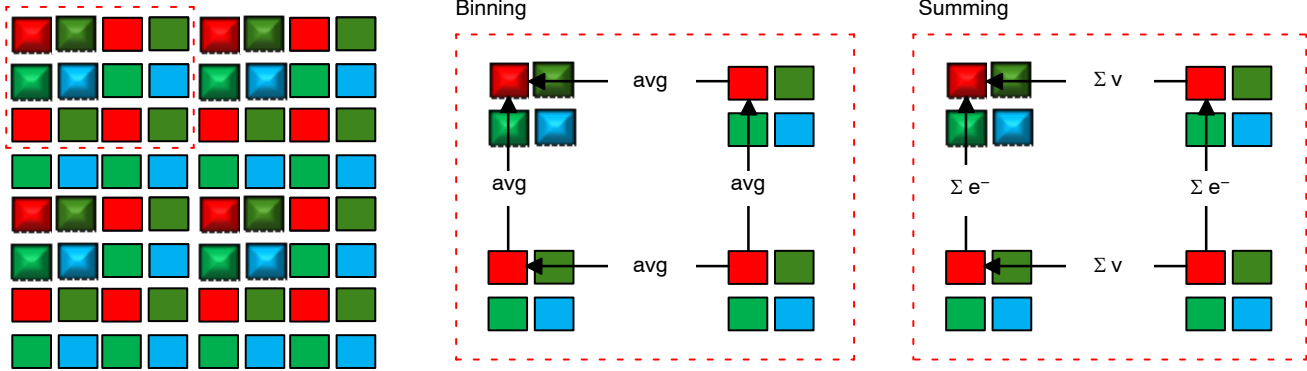 Binning
Summing
avg
Σ v
avg
avg
Σ e⁻
Σ e⁻
avg
Σ v